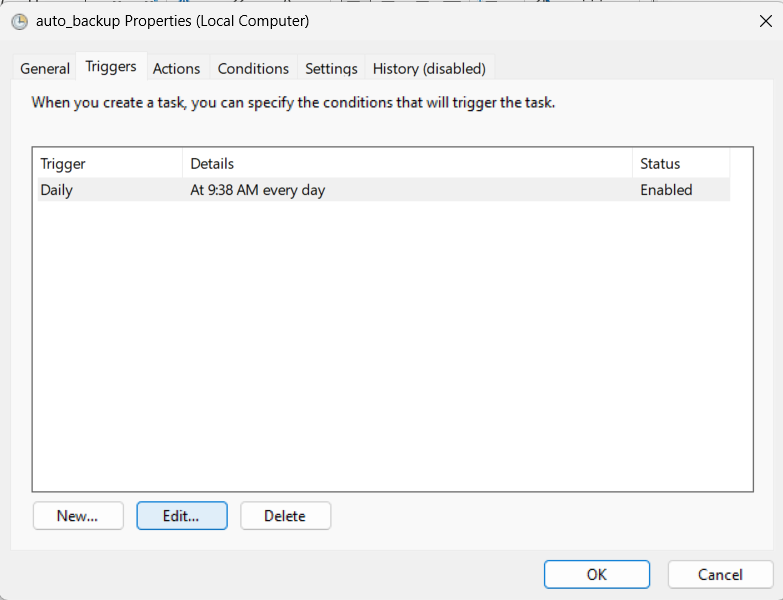 auto_backup Properties (Local Computer)
General Triggers Actions Conditions Settings History (disabled)
When you create a task, you can specify the conditions that will trigger the task.
Trigger Details Status
Daily At 9:38 AM every day Enabled
New... Edit... Delete
OK Cancel